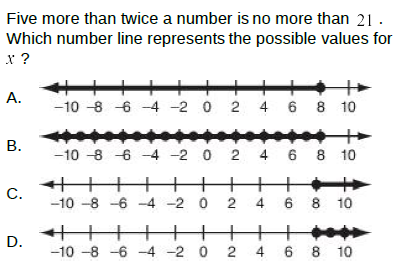 Five more than twice a number is no more than 21 .
Which number line represents the possible values for
x ?
A.
-10 -8 -6 -4 -2 0 2 4 6 8 10
B.
-10 -8 -6 -4 -2 0 2 4 6 8 10
C.
-10 -8 -6 -4 -2 0 2 4 6 8 10
D.
-10 -8 -6 -4 -2 0 2 4 6 8 10